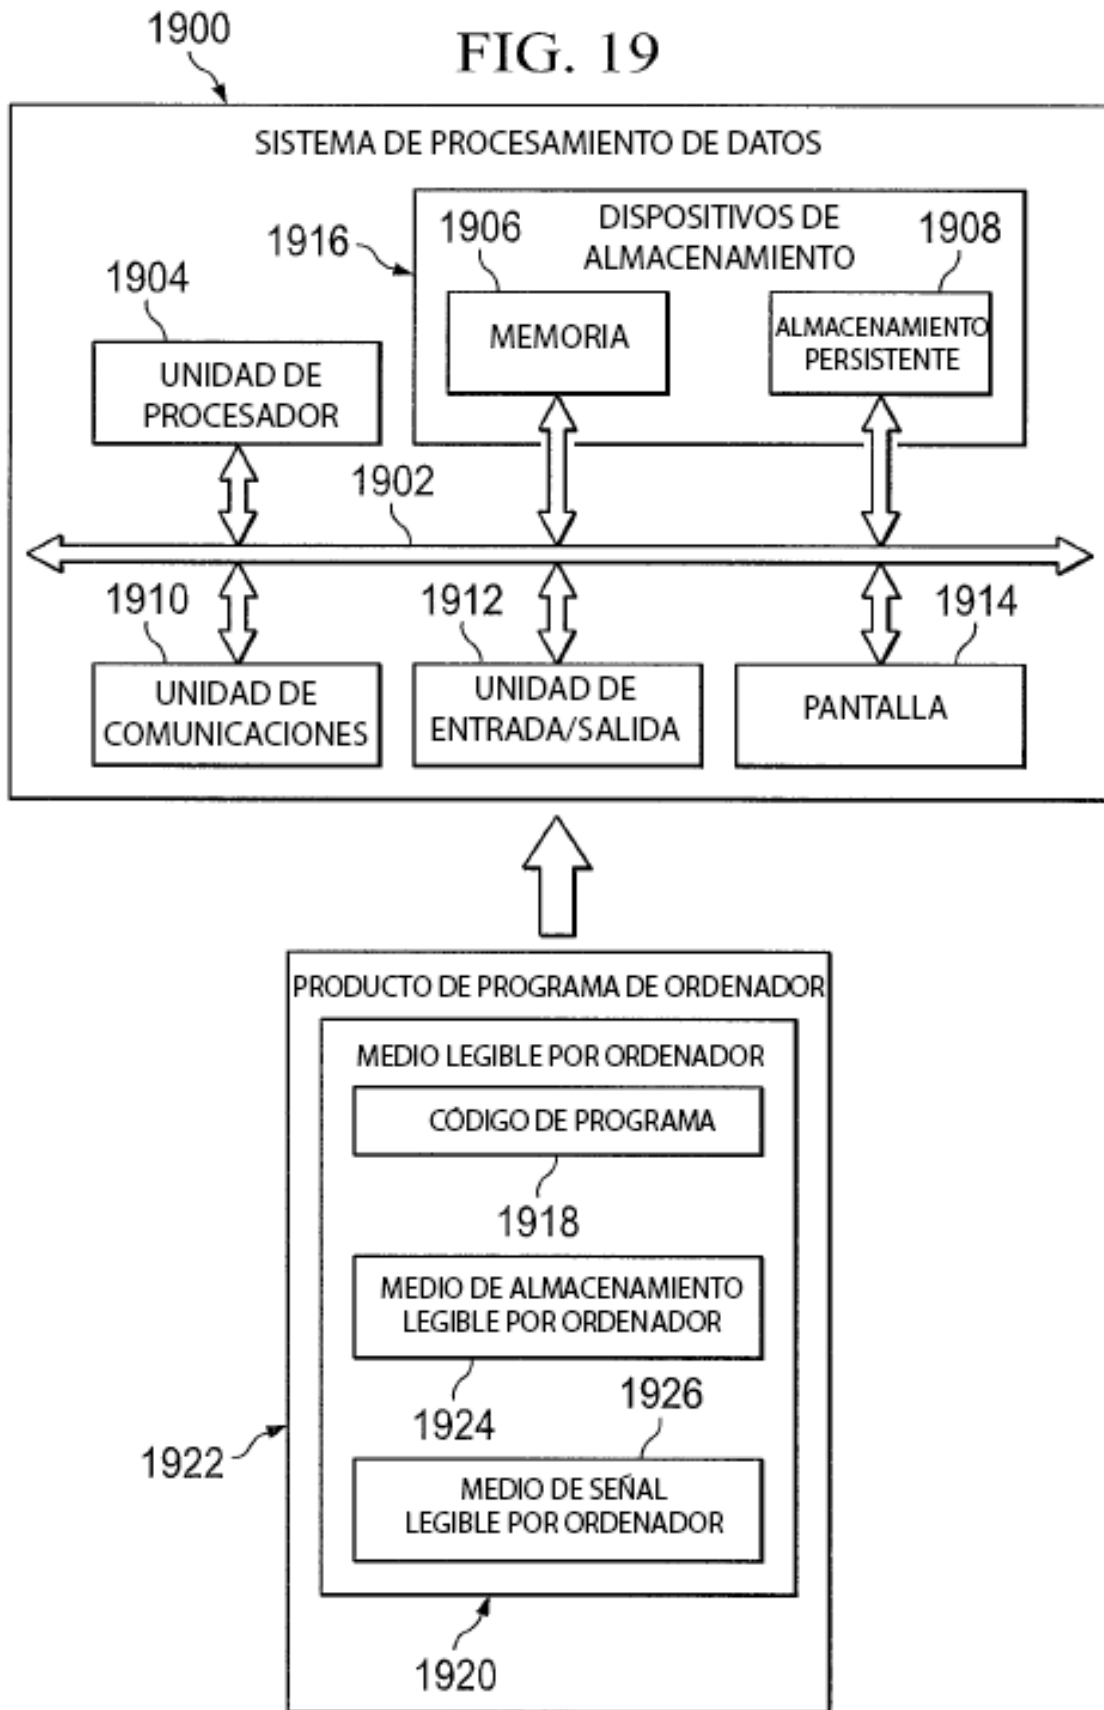 1900
FIG. 19
SISTEMA DE PROCESAMIENTO DE DATOS
1916
1906
DISPOSITIVOS DE
ALMACENAMIENTO
1908
1904
MEMORIA
ALMACENAMIENTO
PERSISTENTE
UNIDAD DE
PROCESADOR
1902
1910
1912
1914
UNIDAD DE
COMUNICACIONES
UNIDAD DE
ENTRADA/SALIDA
PANTALLA
PRODUCTO DE PROGRAMA DE ORDENADOR
MEDIO LEGIBLE POR ORDENADOR
CÓDIGO DE PROGRAMA
1918
MEDIO DE ALMACENAMIENTO
LEGIBLE POR ORDENADOR
1924
1926
1922
MEDIO DE SEÑAL
LEGIBLE POR ORDENADOR
1920